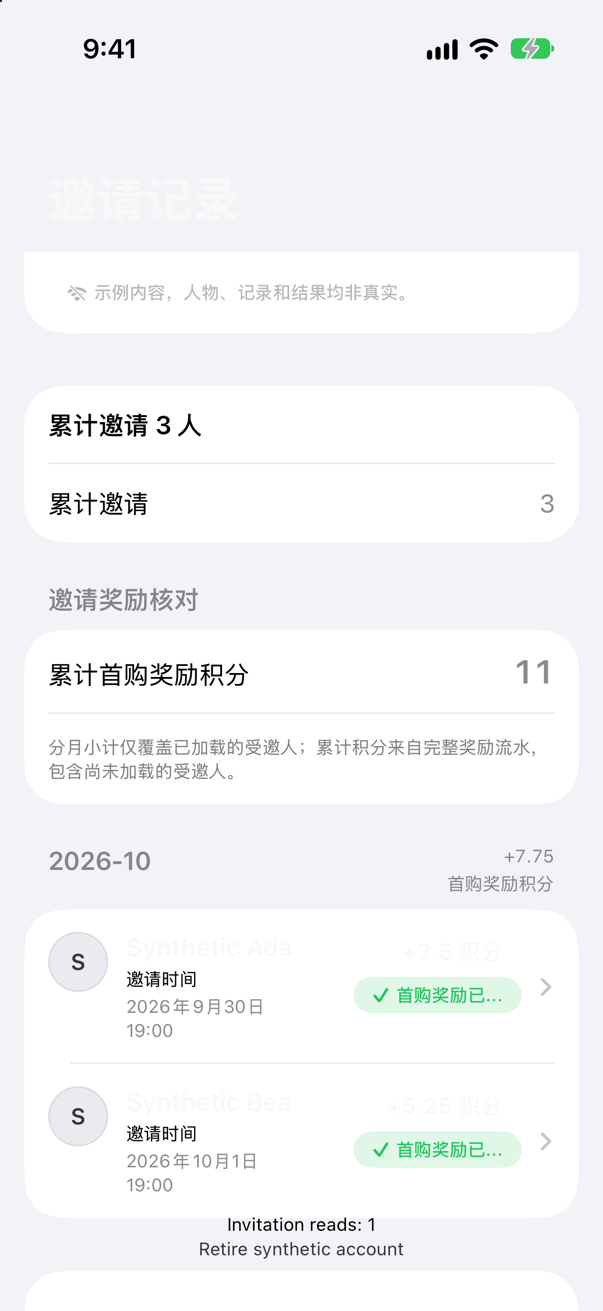 9:41
邀请记录
示例内容，人物、记录和结果均非真实。
累计邀请 3 人
累计邀请
3
邀请奖励核对
累计首购奖励积分
11
分月小计仅覆盖已加载的受邀人；累计积分来自完整奖励流水，
包含尚未加载的受邀人。
2026-10
+7.75
首购奖励积分
S
Synthetic Ada
+2.5 积分
邀请时间
首购奖励已...
2026年9月30日
19:00
S
Synthetic Bea
+5.25 积分
邀请时间
首购奖励已...
2026年10月1日
19:00
Invitation reads: 1
Retire synthetic account